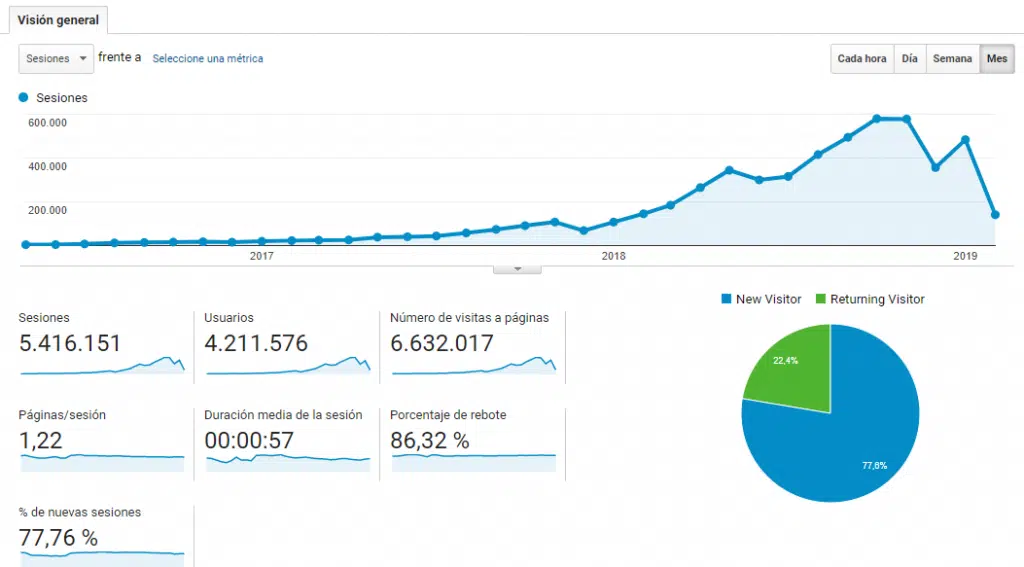 Visión general
Sesiones frente a Seleccione una métrica Cada hora Día Semana Mes
Sesiones
600.000
400.000
200.000
2017 2018 2019
New Visitor Returning Visitor
Sesiones Usuarios Número de visitas a páginas
5.416.151 4.211.576 6.632.017
22,4%
77,8%
Páginas/sesión Duración media de la sesión Porcentaje de rebote
1,22 00:00:57 86,32 %
% de nuevas sesiones
77,76 %